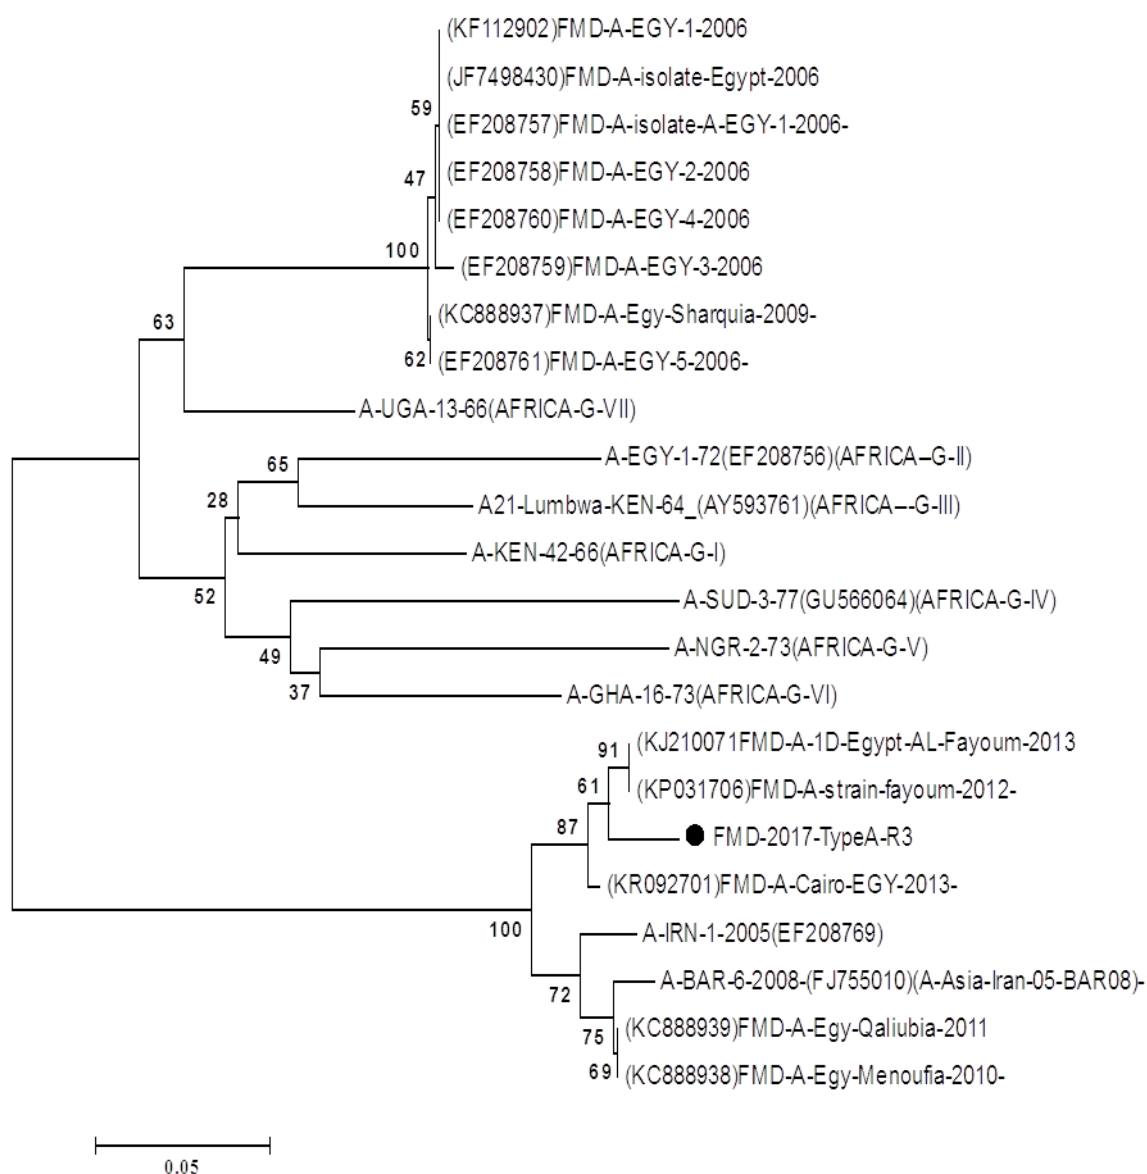 (KF112902)FMD-A-EGY-1-2006
(JF7498430)FMD-A-isolate-Egypt-2006
59
(EF208757)FMD-A-isolate-A-EGY-1-2006-
(EF208758)FMD-A-EGY-2-2006
47
(EF208760)FMD-A-EGY-4-2006
100
(EF208759)FMD-A-EGY-3-2006
(KC888937)FMD-A-Egy-Sharquia-2009-
63
62
(EF208761)FMD-A-EGY-5-2006-
A-UGA-13-66(AFRICA-G-VII)
A-EGY-1-72(EF208756)(AFRICA--G-II)
65
28
A21-Lumbwa-KEN-64_(AY593761)(AFRICA---G-III)
A-KEN-42-66(AFRICA-G-I)
52
A-SUD-3-77(GU566064)(AFRICA-G-IV)
A-NGR-2-73(AFRICA-G-V)
49
37
A-GHA-16-73(AFRICA-G-VI)
(KJ210071FMD-A-1D-Egypt-AL-Fayoum-2013
91
61
(KP031706)FMD-A-strain-fayoum-2012-
87
FMD-2017-TypeA-R3
(KR092701)FMD-A-Cairo-EGY-2013-
100
A-IRN-1-2005(EF208769)
A-BAR-6-2008-(FJ755010)(A-Asia-Iran-05-BAR08)-
72
75
(KC888939)FMD-A-Egy-Qaliubia-2011
69
(KC888938)FMD-A-Egy-Menoufia-2010-
0.05